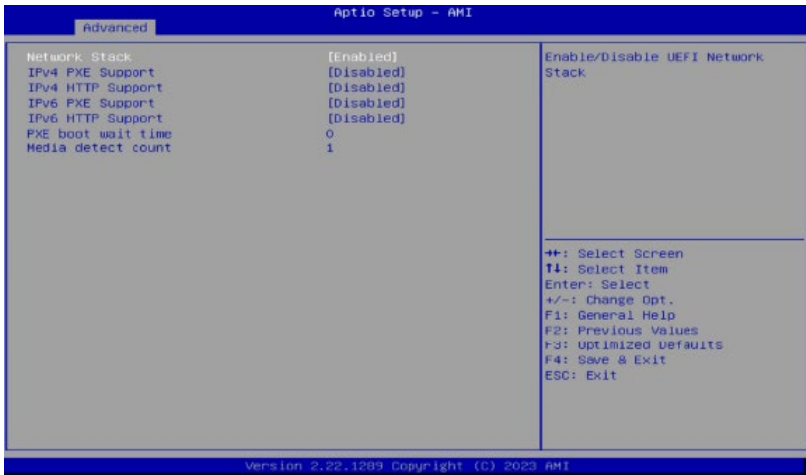 Aptio Setup - AMI
Advanced
Network Stack [Enabled]
IPv4 PXE Support [Disabled]
IPv4 HTTP Support [Disabled]
IPv6 PXE Support [Disabled]
IPv6 HTTP Support [Disabled]
PXE boot wait time 0
Media detect count 1
Enable/Disable UEFI Network
Stack
→←: Select Screen
↑↓: Select Item
Enter: Select
+/-: Change Opt.
F1: General Help
F2: Previous Values
F3: Optimized Defaults
F4: Save & Exit
ESC: Exit
Version 2.22.1289 Copyright (C) 2023 AMI